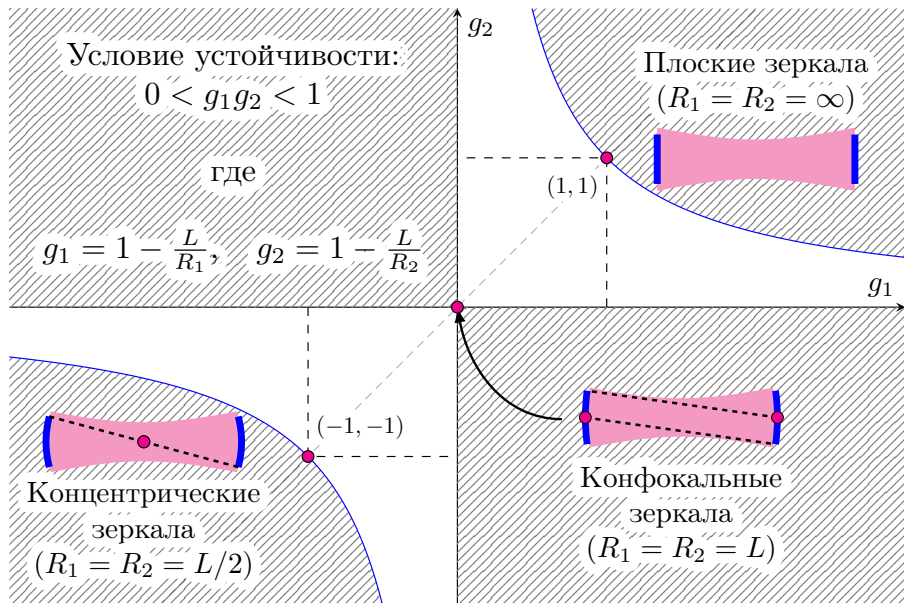 Условие устойчивости:
0 < g₁g₂ < 1
где
g₁ = 1 − L/R₁, g₂ = 1 − L/R₂
g₂
Плоские зеркала
(R₁ = R₂ = ∞)
(1, 1)
g₁
(−1, −1)
Концентрические
зеркала
(R₁ = R₂ = L/2)
Конфокальные
зеркала
(R₁ = R₂ = L)